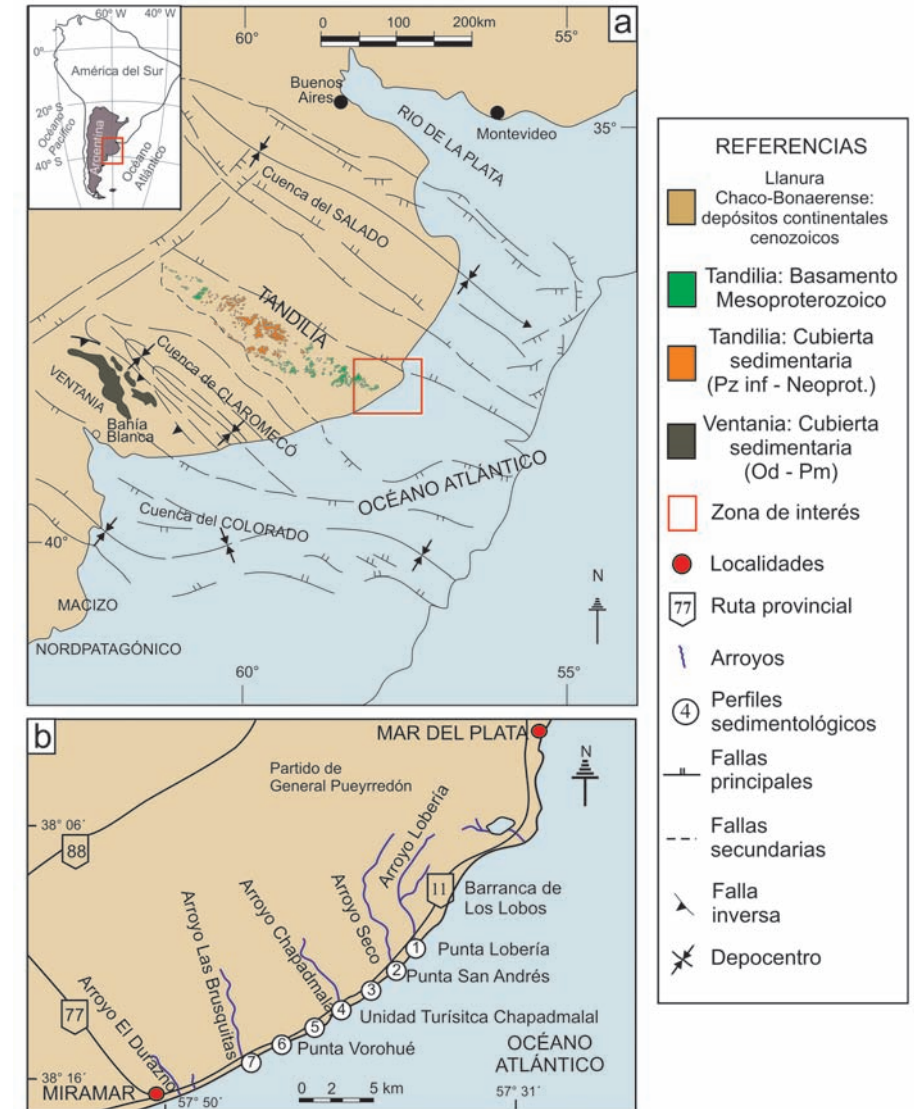 60º W 40º W
0º
América del Sur
20º S
Océano
Pacífico
40º S
Argentina
Océano
Atlántico
0 100 200km
60° 55°
a
Buenos
Aires
Montevideo
35°
RIO DE LA PLATA
Cuenca del SALADO
TANDILIA
Cuenca de CLAROMECÓ
VENTANIA
Bahía
Blanca
OCÉANO ATLÁNTICO
Cuenca del COLORADO
40°
MACIZO
NORDPATAGÓNICO
N
60° 55°
b
MAR DEL PLATA
Partido de
General Pueyrredón
N
38° 06´
88
Arroyo Lobería
11
Barranca de
Los Lobos
Arroyo Seco
Arroyo Chapadmalal
Arroyo Las Brusquitas
Arroyo El Durazno
1 Punta Lobería
2 Punta San Andrés
3
4 Unidad Turísitca Chapadmalal
5
6 Punta Vorohué
7
77
OCÉANO
ATLÁNTICO
38° 16´
MIRAMAR
57° 50´
0 2 5 km
57° 31´
REFERENCIAS
Llanura
Chaco-Bonaerense:
depósitos continentales
cenozoicos
Tandilia: Basamento
Mesoproterozoico
Tandilia: Cubierta
sedimentaria
(Pz inf - Neoprot.)
Ventania: Cubierta
sedimentaria
(Od - Pm)
Zona de interés
Localidades
77 Ruta provincial
Arroyos
4 Perfiles
sedimentológicos
Fallas
principales
Fallas
secundarias
Falla
inversa
Depocentro